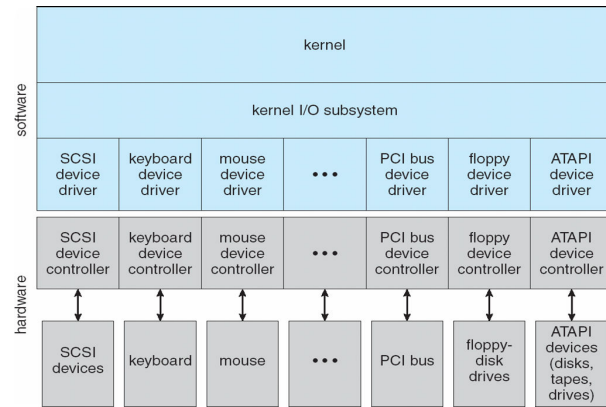 kernel
kernel I/O subsystem
software
SCSI
device
driver
keyboard
device
driver
mouse
device
driver
•••
PCI bus
device
driver
floppy
device
driver
ATAPI
device
driver
hardware
SCSI
device
controller
keyboard
device
controller
mouse
device
controller
•••
PCI bus
device
controller
floppy
device
controller
ATAPI
device
controller
SCSI
devices
keyboard
mouse
•••
PCI bus
floppy-
disk
drives
ATAPI
devices
(disks,
tapes,
drives)